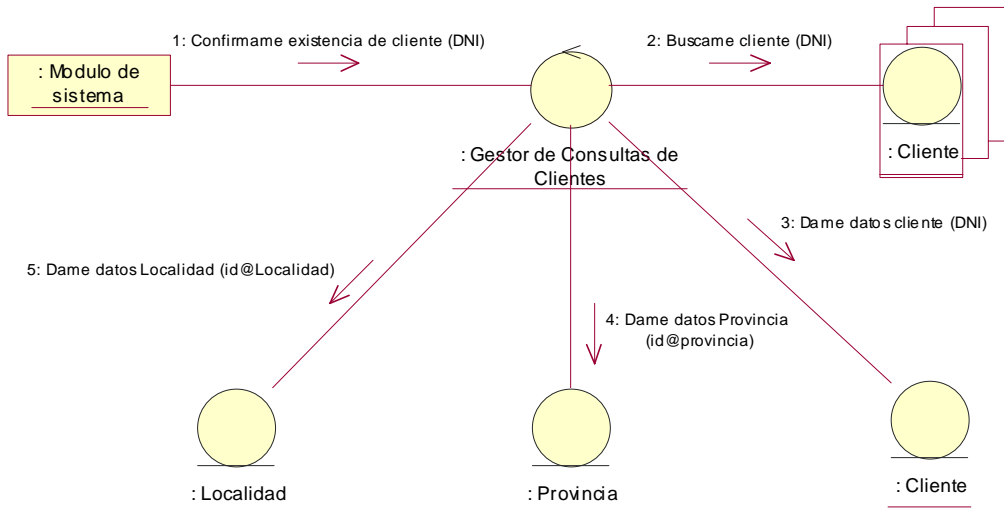 1: Confirmame existencia de cliente (DNI)
2: Buscame cliente (DNI)
: Modulo de
sistema
: Cliente
: Gestor de Consultas de
Clientes
3: Dame datos cliente (DNI)
5: Dame datos Localidad (id@Localidad)
4: Dame datos Provincia
(id@provincia)
: Localidad
: Provincia
: Cliente